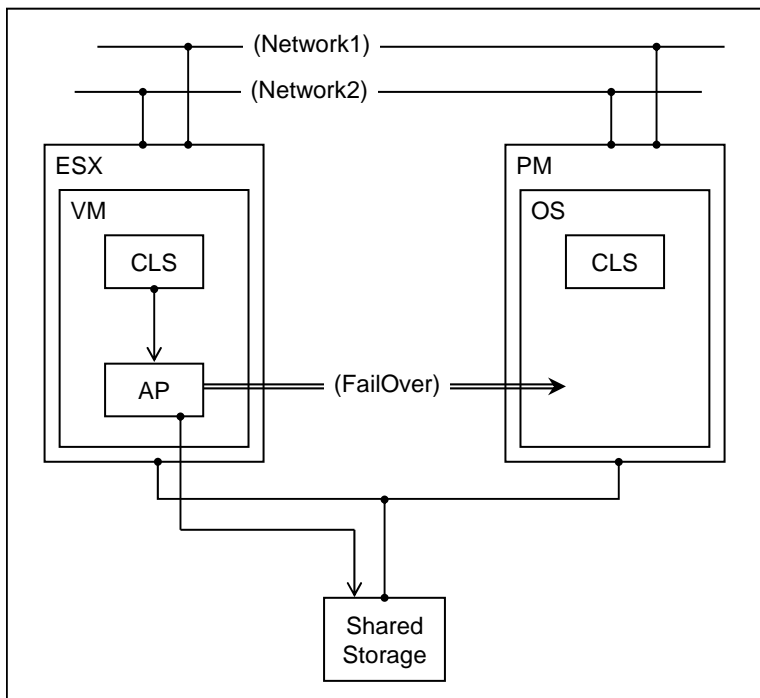 (Network1)
(Network2)
ESX
PM
VM
OS
CLS
CLS
AP
(FailOver)
Shared
Storage